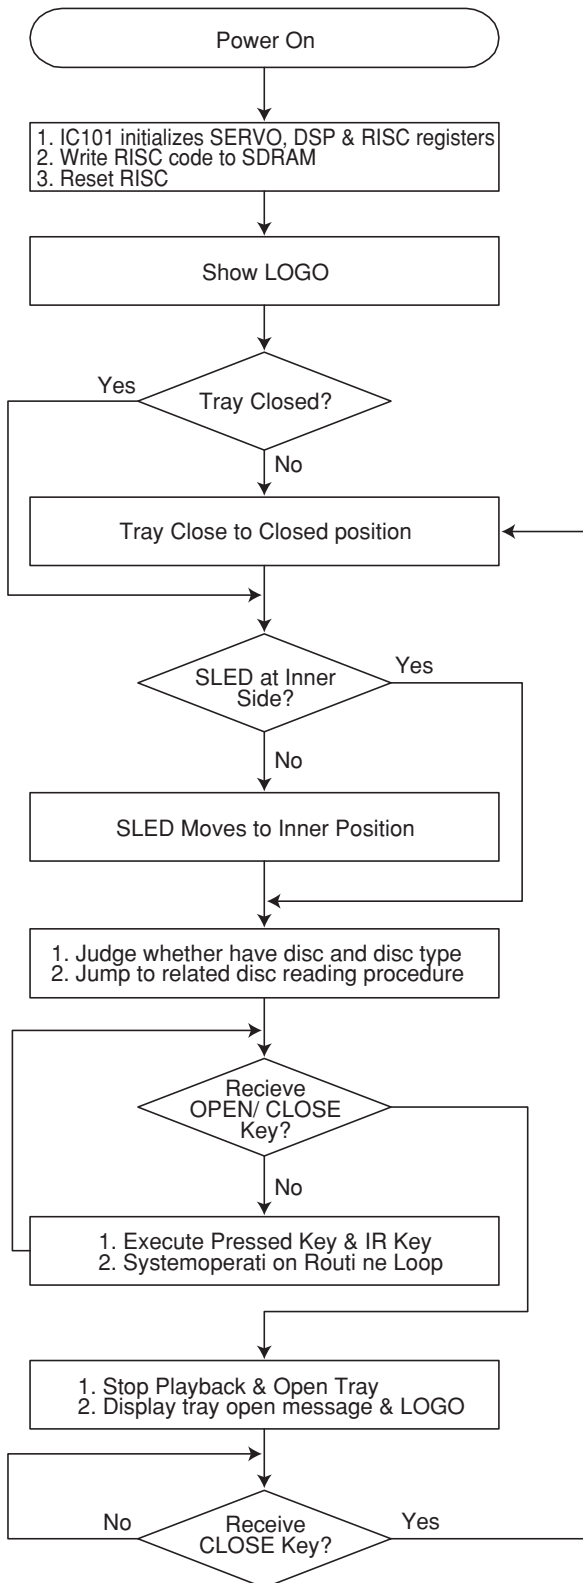 Power On
1. IC101 initializes SERVO, DSP & RISC registers
2. Write RISC code to SDRAM
3. Reset RISC
Show LOGO
Yes
Tray Closed?
No
Tray Close to Closed position
SLED at Inner
Side?
Yes
No
SLED Moves to Inner Position
1. Judge whether have disc and disc type
2. Jump to related disc reading procedure
Recieve
OPEN/ CLOSE
Key?
No
1. Execute Pressed Key & IR Key
2. Systemoperati on Routi ne Loop
1. Stop Playback & Open Tray
2. Display tray open message & LOGO
No
Receive
CLOSE Key?
Yes